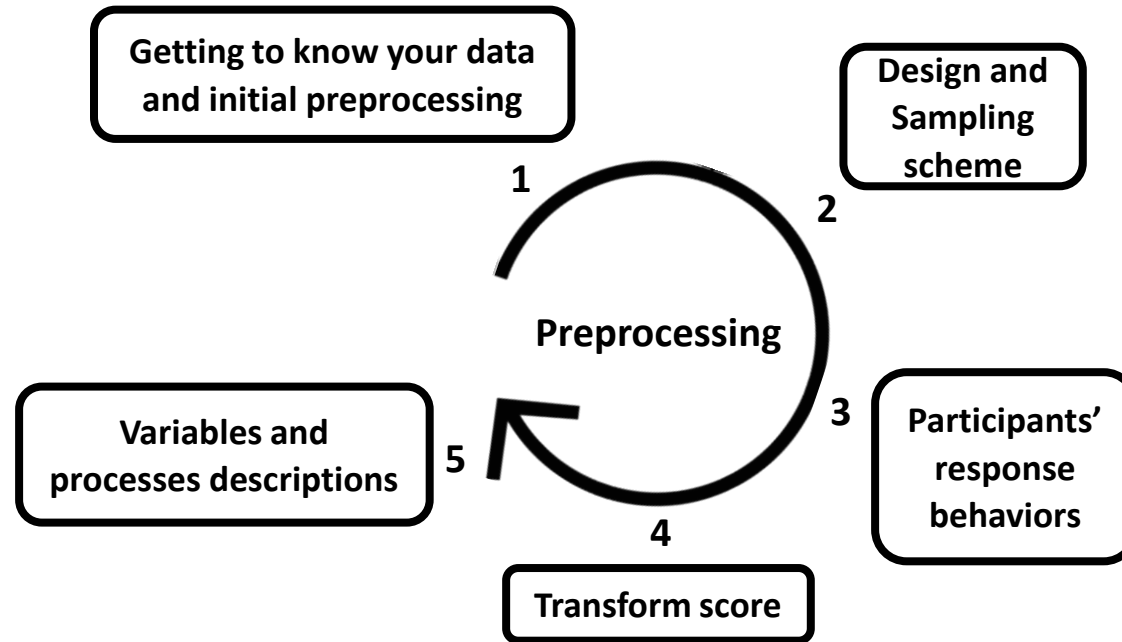 Getting to know your data
and initial preprocessing
1
Design and
Sampling
scheme
2
Preprocessing
3
Participants’
response
behaviors
4
Transform score
5
Variables and
processes descriptions